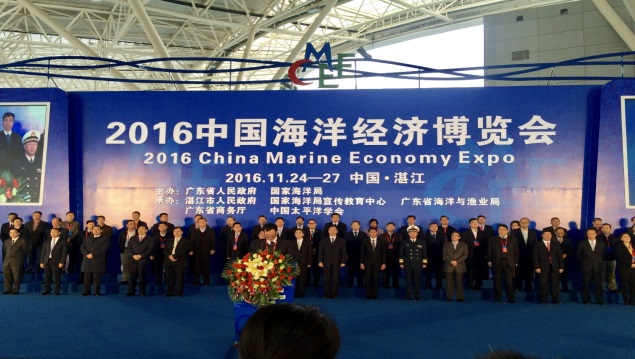 CMEE
2016中国海洋经济博览会
2016 China Marine Economy Expo
2016.11.24—27 中国·湛江
主办：广东省人民政府 国家海洋局
承办：湛江市人民政府 国家海洋局宣传教育中心 广东省海洋与渔业局
广东省商务厅 中国太平洋学会